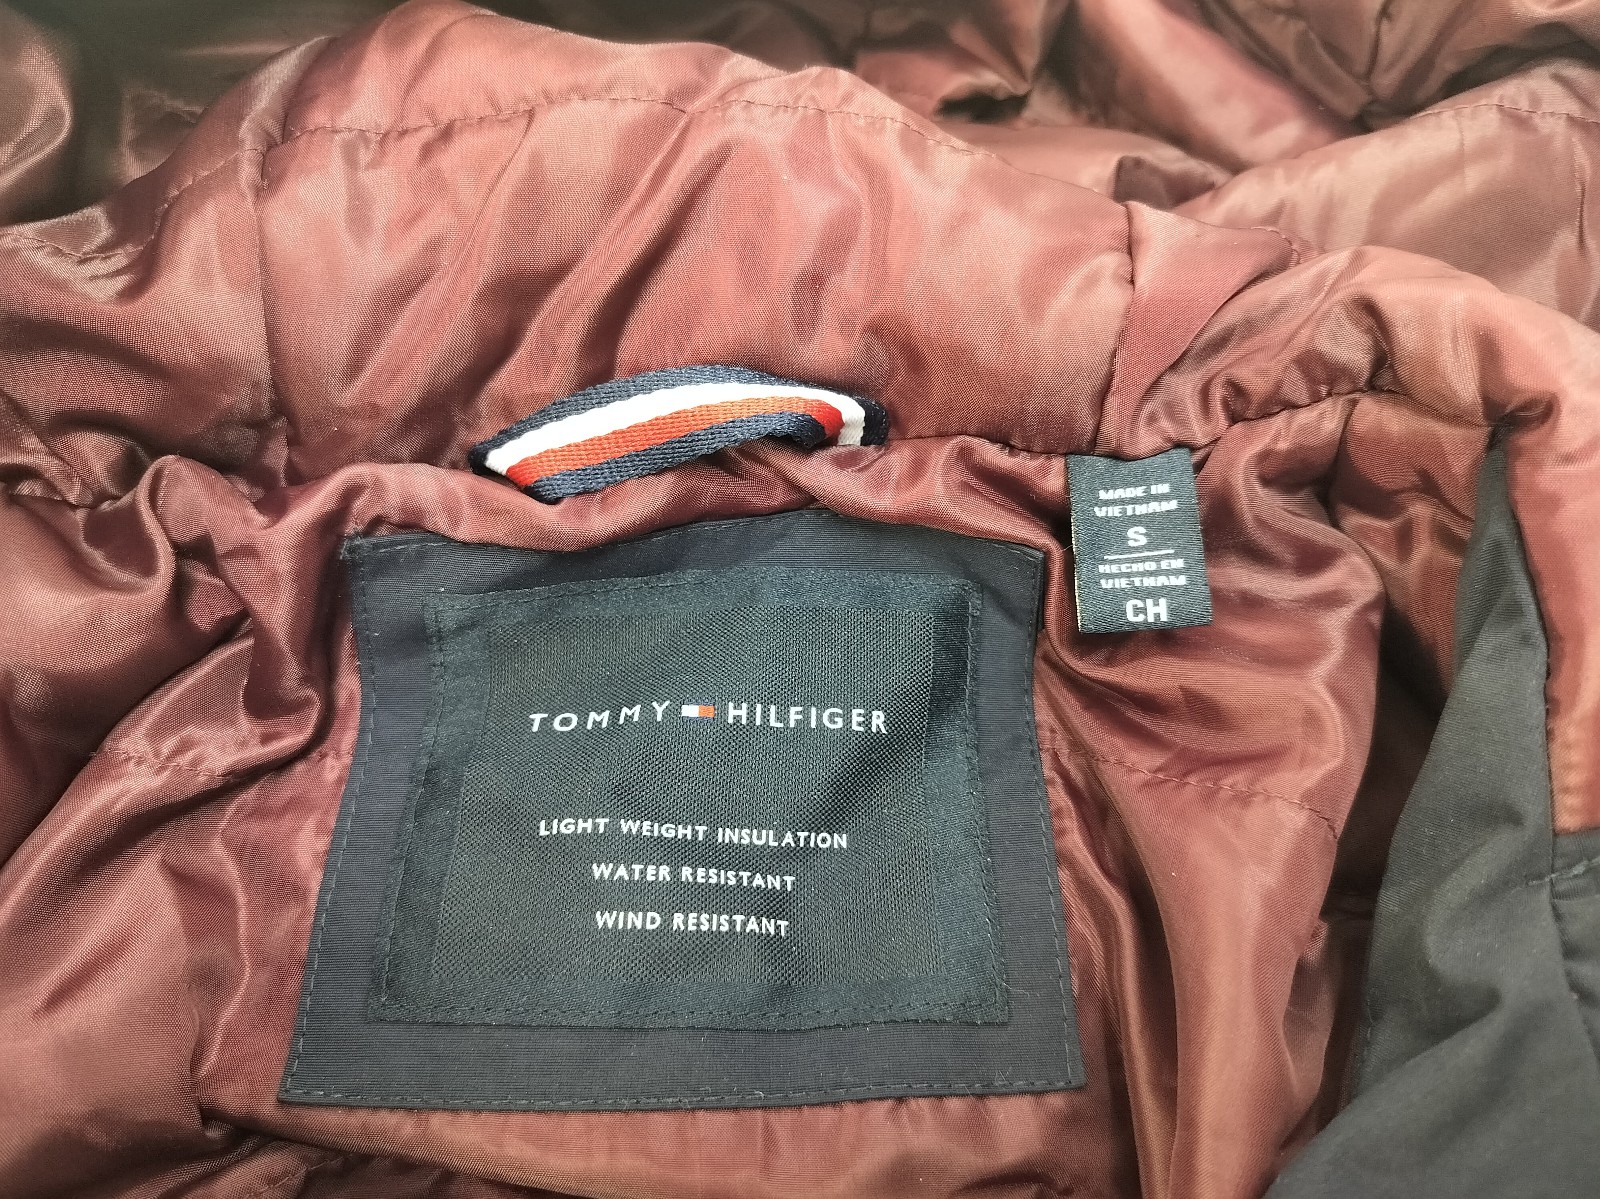 MADE IN
VIETNAM
S
HECHO EN
VIETNAM
CH
TOMMY HILFIGER
LIGHT WEIGHT INSULATION
WATER RESISTANT
WIND RESISTANT